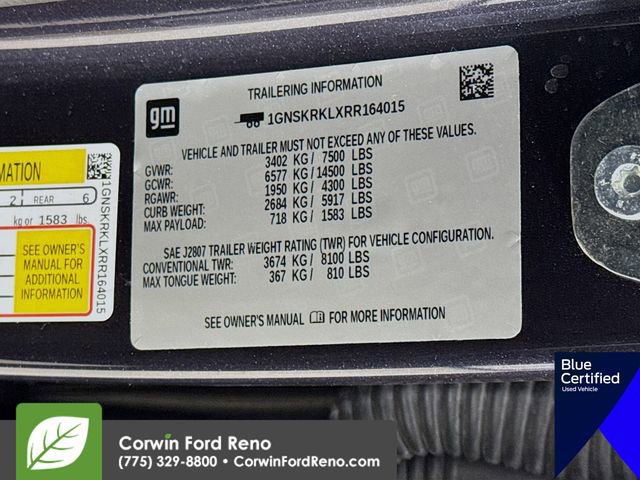 TRAILERING INFORMATION
gm
1GNSKRKLXRR164015
VEHICLE AND TRAILER MUST NOT EXCEED ANY OF THESE VALUES.
GVWR: 3402 KG/ 7500 LBS
GCWR: 6577 KG/ 14500 LBS
RGAWR: 1950 KG/ 4300 LBS
CURB WEIGHT: 2684 KG/ 5917 LBS
MAX PAYLOAD: 718 KG/ 1583 LBS
SAE J2807 TRAILER WEIGHT RATING (TWR) FOR VEHICLE CONFIGURATION.
CONVENTIONAL TWR: 3674 KG/ 8100 LBS
MAX TONGUE WEIGHT: 367 KG/ 810 LBS
SEE OWNER'S MANUAL FOR MORE INFORMATION
MATION
2 REAR 6
kg or 1583 lbs.
SEE OWNER'S
MANUAL FOR
ADDITIONAL
INFORMATION
1GNSKRKLXRR164015
Blue
Certified
Used Vehicle
Corwin Ford Reno
(775) 329-8800 • CorwinFordReno.com